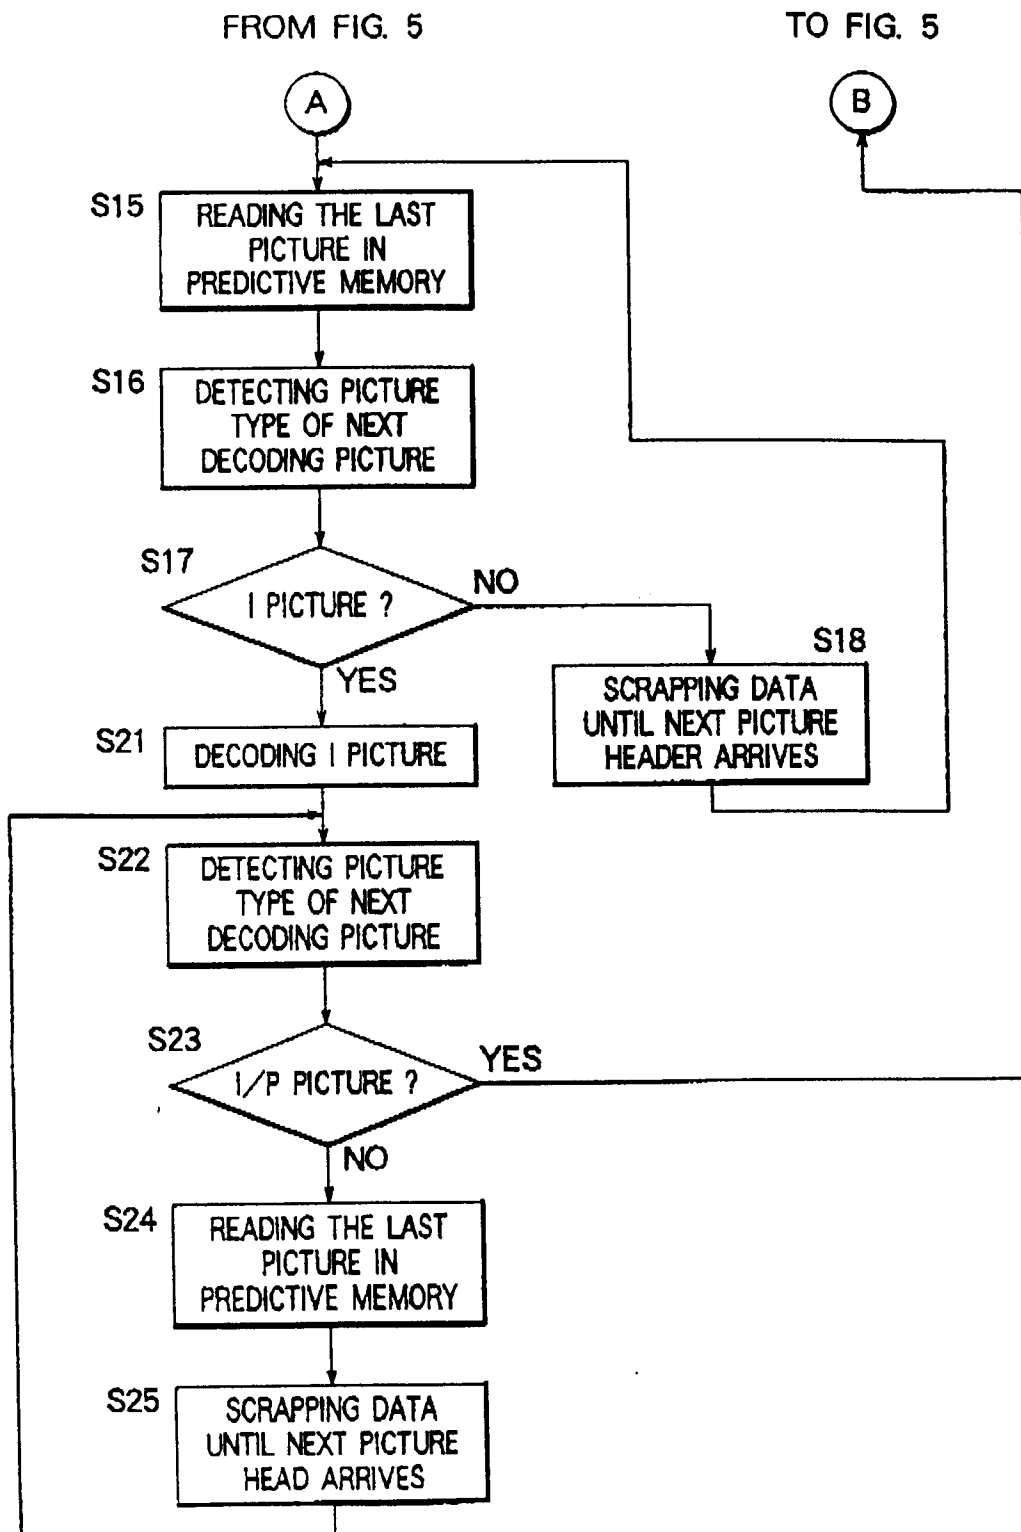 FROM FIG. 5
TO FIG. 5
A
B
S15
READING THE LAST
PICTURE IN
PREDICTIVE MEMORY
S16
DETECTING PICTURE
TYPE OF NEXT
DECODING PICTURE
S17
I PICTURE ?
NO
YES
S18
SCRAPPING DATA
UNTIL NEXT PICTURE
HEADER ARRIVES
S21
DECODING I PICTURE
S22
DETECTING PICTURE
TYPE OF NEXT
DECODING PICTURE
S23
I/P PICTURE ?
YES
NO
S24
READING THE LAST
PICTURE IN
PREDICTIVE MEMORY
S25
SCRAPPING DATA
UNTIL NEXT PICTURE
HEAD ARRIVES